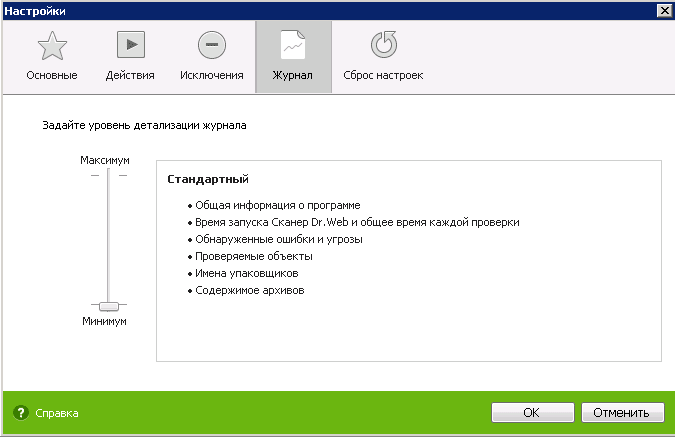 Настройки
Основные
Действия
Исключения
Журнал
Сброс настроек
Задайте уровень детализации журнала
Максимум
Минимум
Стандартный
• Общая информация о программе
• Время запуска Сканер Dr.Web и общее время каждой проверки
• Обнаруженные ошибки и угрозы
• Проверяемые объекты
• Имена упаковщиков
• Содержимое архивов
? Справка
OK
Отменить